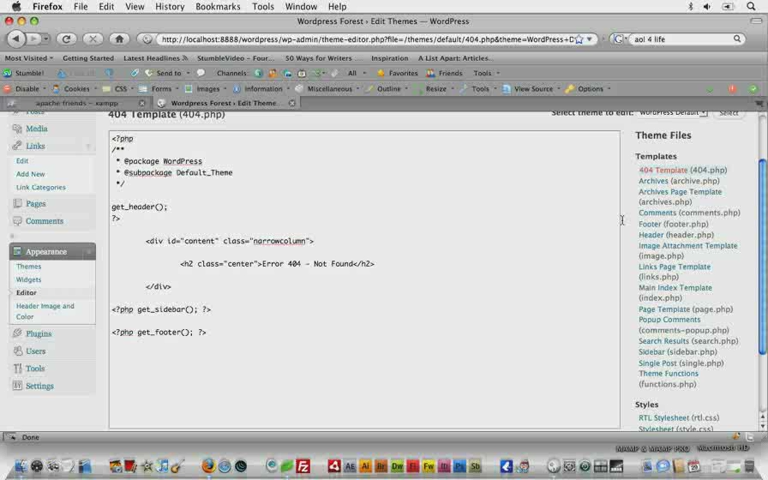 Firefox File Edit View History Bookmarks Tools Window Help
Wordpress Forest › Edit Themes — WordPress
http://localhost:8888/wordpress/wp-admin/theme-editor.php?file=/themes/default/404.php&theme=WordPress+D
aol 4 life
Most Visited Getting Started Latest Headlines StumbleVideo - Four... 50 Ways for Writers Inspiration A List Apart: Articles...
Stumble! Send to Channels: All Favorites Friends Tools
Disable Cookies CSS Forms Images Information Miscellaneous Outline Resize Tools View Source Options
apache friends - xampp Wordpress Forest › Edit Theme...
Posts
Media
Links
Edit
Add New
Link Categories
Pages
Comments
Appearance
Themes
Widgets
Editor
Header Image and
Color
Plugins
Users
Tools
Settings
404 Template (404.php)
Select theme to edit: WordPress Default Select
<?php
/**
* @package WordPress
* @subpackage Default_Theme
*/
get_header();
?>
<div id="content" class="narrowcolumn">
<h2 class="center">Error 404 - Not Found</h2>
</div>
<?php get_sidebar(); ?>
<?php get_footer(); ?>
Theme Files
Templates
404 Template (404.php)
Archives (archive.php)
Archives Page Template
(archives.php)
Comments (comments.php)
Footer (footer.php)
Header (header.php)
Image Attachment Template
(image.php)
Links Page Template
(links.php)
Main Index Template
(index.php)
Page Template (page.php)
Popup Comments
(comments-popup.php)
Search Results (search.php)
Sidebar (sidebar.php)
Single Post (single.php)
Theme Functions
(functions.php)
Styles
RTL Stylesheet (rtl.css)
Stylesheet (style.css)
Done
MAMP & MAMP PRO Macintosh HD